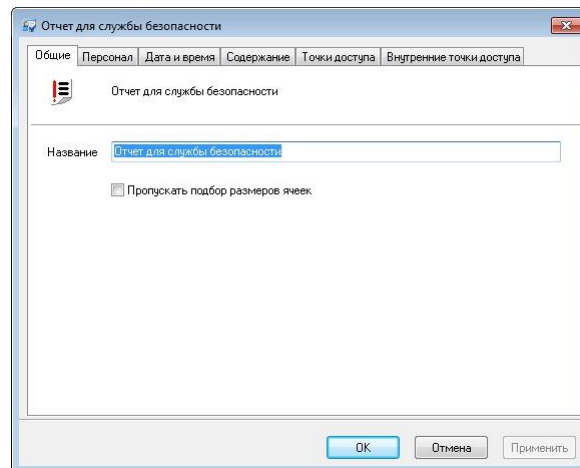 Отчет для службы безопасности
Общие Персонал Дата и время Содержание Точки доступа Внутренние точки доступа
Отчет для службы безопасности
Название Отчет для службы безопасности
Пропускать подбор размеров ячеек
OK Отмена Применить